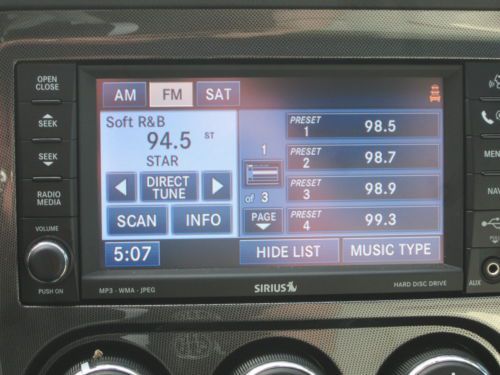 OPEN
CLOSE
SEEK
SEEK
RADIO
MEDIA
VOLUME
PUSH ON
AM FM SAT
Soft R&B
94.5 ST
STAR
DIRECT
TUNE
SCAN INFO
5:07
1
of 3
PAGE
PRESET
1 98.5
PRESET
2 98.7
PRESET
3 98.9
PRESET
4 99.3
HIDE LIST MUSIC TYPE
MP3 - WMA - JPEG
SIRIUS
HARD DISC DRIVE
MEN
NAV
AUX